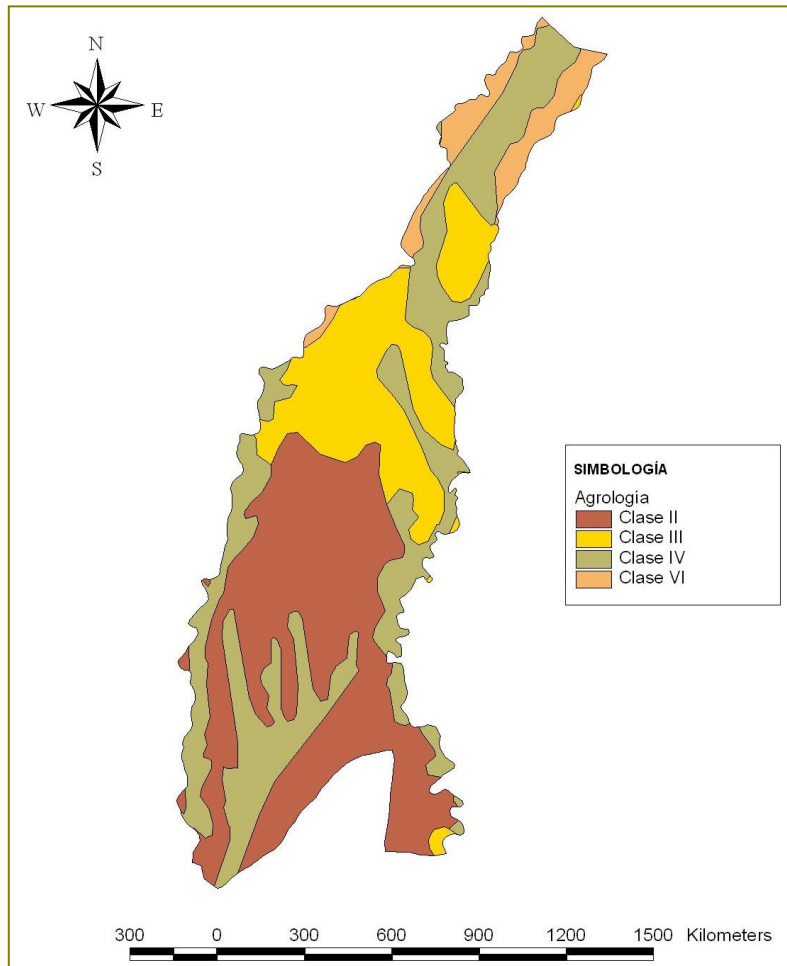 N
W E
S
SIMBOLOGÍA
Agrología
Clase II
Clase III
Clase IV
Clase VI
300 0 300 600 900 1200 1500 Kilometers